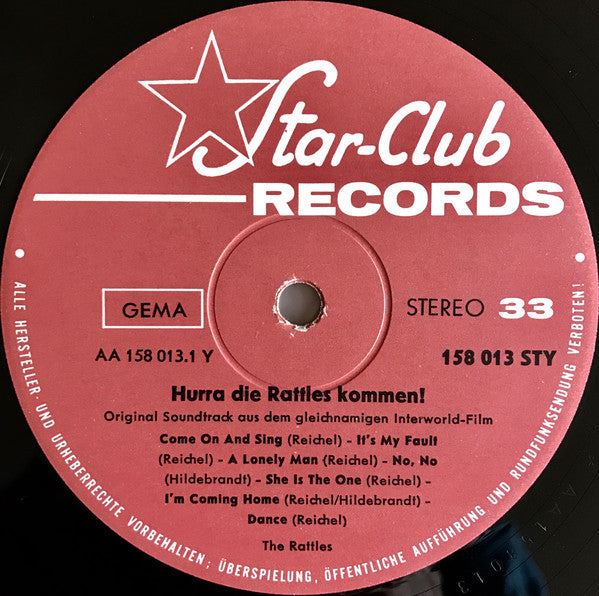 Star-Club
RECORDS
GEMA
STEREO 33
AA 158 013.1 Y
158 013 STY
Hurra die Rattles kommen!
Original Soundtrack aus dem gleichnamigen Interworld-Film
Come On And Sing (Reichel) - It's My Fault
(Reichel) - A Lonely Man (Reichel) - No, No
(Hildebrandt) - She Is The One (Reichel) -
I'm Coming Home (Reichel/Hildebrandt) -
Dance (Reichel)
The Rattles
• ALLE HERSTELLER- UND URHEBERRECHTE VORBEHALTEN; ÜBERSPIELUNG, ÖFFENTLICHE AUFFÜHRUNG UND RUNDFUNKSENDUNG VERBOTEN! •